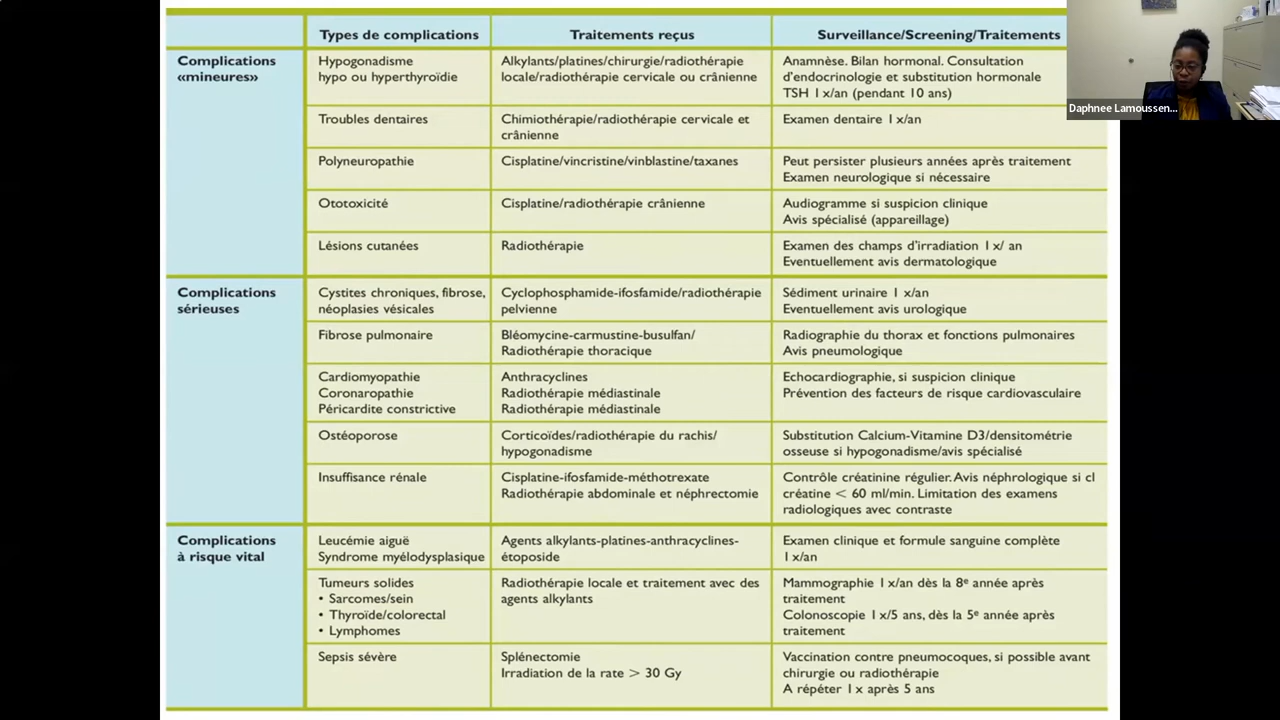 Types de complications
Traitements reçus
Surveillance/Screening/Traitements
Complications
«mineures»
Hypogonadisme
hypo ou hyperthyroïdie
Alkylants/platines/chirurgie/radiothérapie
locale/radiothérapie cervicale ou crânienne
Anamnèse. Bilan hormonal. Consultation
d'endocrinologie et substitution hormonale
TSH 1x/an (pendant 10 ans)
Troubles dentaires
Chimiothérapie/radiothérapie cervicale et
crânienne
Examen dentaire 1x/an
Polyneuropathie
Cisplatine/vincristine/vinblastine/taxanes
Peut persister plusieurs années après traitement
Examen neurologique si nécessaire
Ototoxicité
Cisplatine/radiothérapie crânienne
Audiogramme si suspicion clinique
Avis spécialisé (appareillage)
Lésions cutanées
Radiothérapie
Examen des champs d'irradiation 1x/ an
Eventuellement avis dermatologique
Complications
sérieuses
Cystites chroniques, fibrose,
néoplasies vésicales
Cyclophosphamide-ifosfamide/radiothérapie
pelvienne
Sédiment urinaire 1 x/an
Eventuellement avis urologique
Fibrose pulmonaire
Bléomycine-carmustine-busulfan/
Radiothérapie thoracique
Radiographie du thorax et fonctions pulmonaires
Avis pneumologique
Cardiomyopathie
Coronaropathie
Péricardite constrictive
Anthracyclines
Radiothérapie médiastinale
Radiothérapie médiastinale
Echocardiographie, si suspicion clinique
Prévention des facteurs de risque cardiovasculaire
Ostéoporose
Corticoïdes/radiothérapie du rachis/
hypogonadisme
Substitution Calcium-Vitamine D3/densitométrie
osseuse si hypogonadisme/avis spécialisé
Insuffisance rénale
Cisplatine-ifosfamide-méthotrexate
Radiothérapie abdominale et néphrectomie
Contrôle créatinine régulier. Avis néphrologique si cl
créatine < 60 ml/min. Limitation des examens
radiologiques avec contraste
Complications
à risque vital
Leucémie aiguë
Syndrome myélodysplasique
Agents alkylants-platines-anthracyclines-
étoposide
Examen clinique et formule sanguine complète
1x/an
Tumeurs solides
• Sarcomes/sein
• Thyroïde/colorectal
• Lymphomes
Radiothérapie locale et traitement avec des
agents alkylants
Mammographie 1x/an dès la 8e année après
traitement
Colonoscopie 1x/5 ans, dès la 5e année après
traitement
Sepsis sévère
Splénectomie
Irradiation de la rate > 30 Gy
Vaccination contre pneumocoques, si possible avant
chirurgie ou radiothérapie
A répéter 1x après 5 ans
Daphnee Lamoussen...